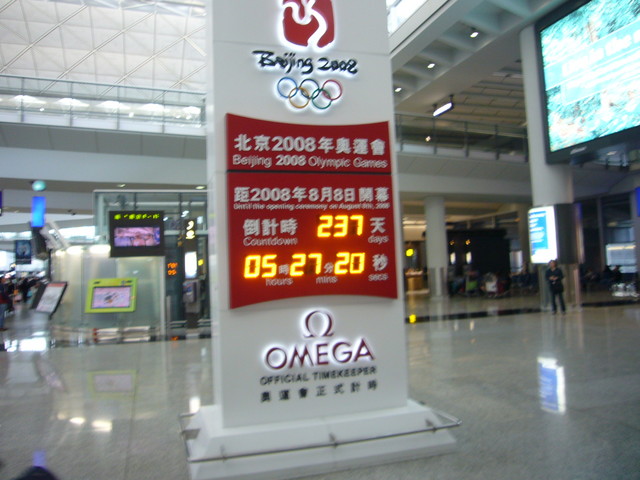 Beijing 2008
北京2008年奧運會
Beijing 2008 Olympic Games
距2008年8月8日開幕
Until the opening ceremony on August 8th, 2008
倒計時 237 天
Countdown days
05 時 27 分 20 秒
hours mins secs
OMEGA
OFFICIAL TIMEKEEPER
奧運會正式計時